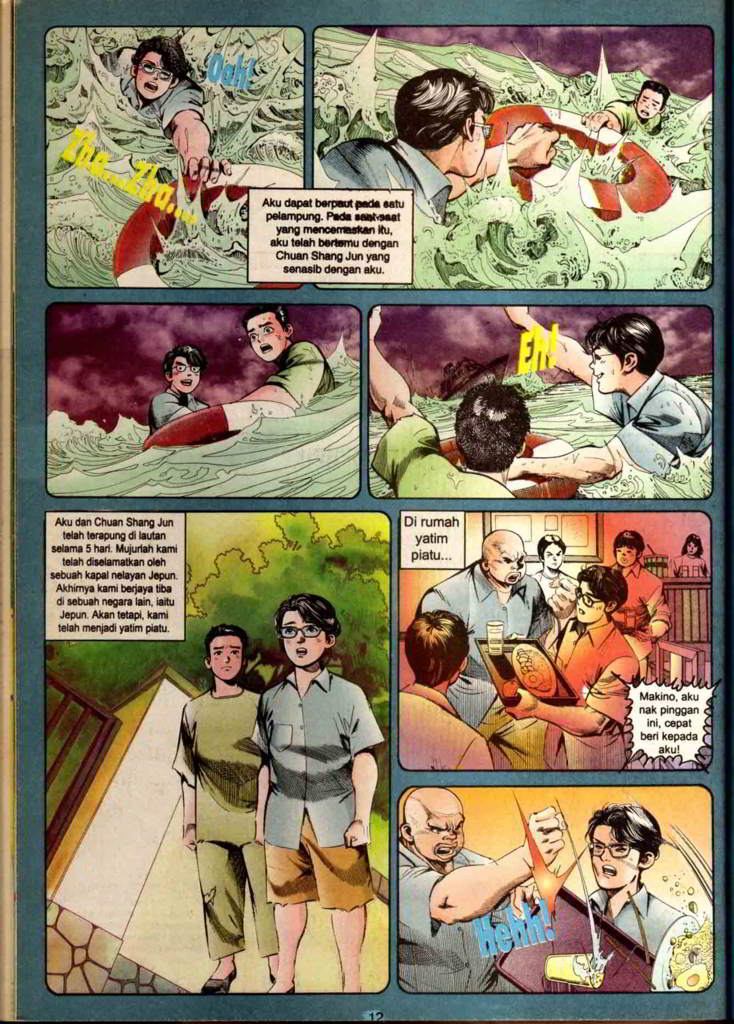 Ooh!
Zha....Zha....
Aku dapat berpaut pada satu
pelampung. Pada saat-saat
yang mencemaskan itu,
aku telah bertemu dengan
Chuan Shang Jun yang
senasib dengan aku.
Eh!
Aku dan Chuan Shang Jun
telah terapung di lautan
selama 5 hari. Mujurlah kami
telah diselamatkan oleh
sebuah kapal nelayan Jepun.
Akhirnya kami berjaya tiba
di sebuah negara lain, iaitu
Jepun. Akan tetapi, kami
telah menjadi yatim piatu.
Di rumah
yatim
piatu...
Makino, aku
nak pinggan
ini, cepat
beri kepada
aku!
Hehh!
12